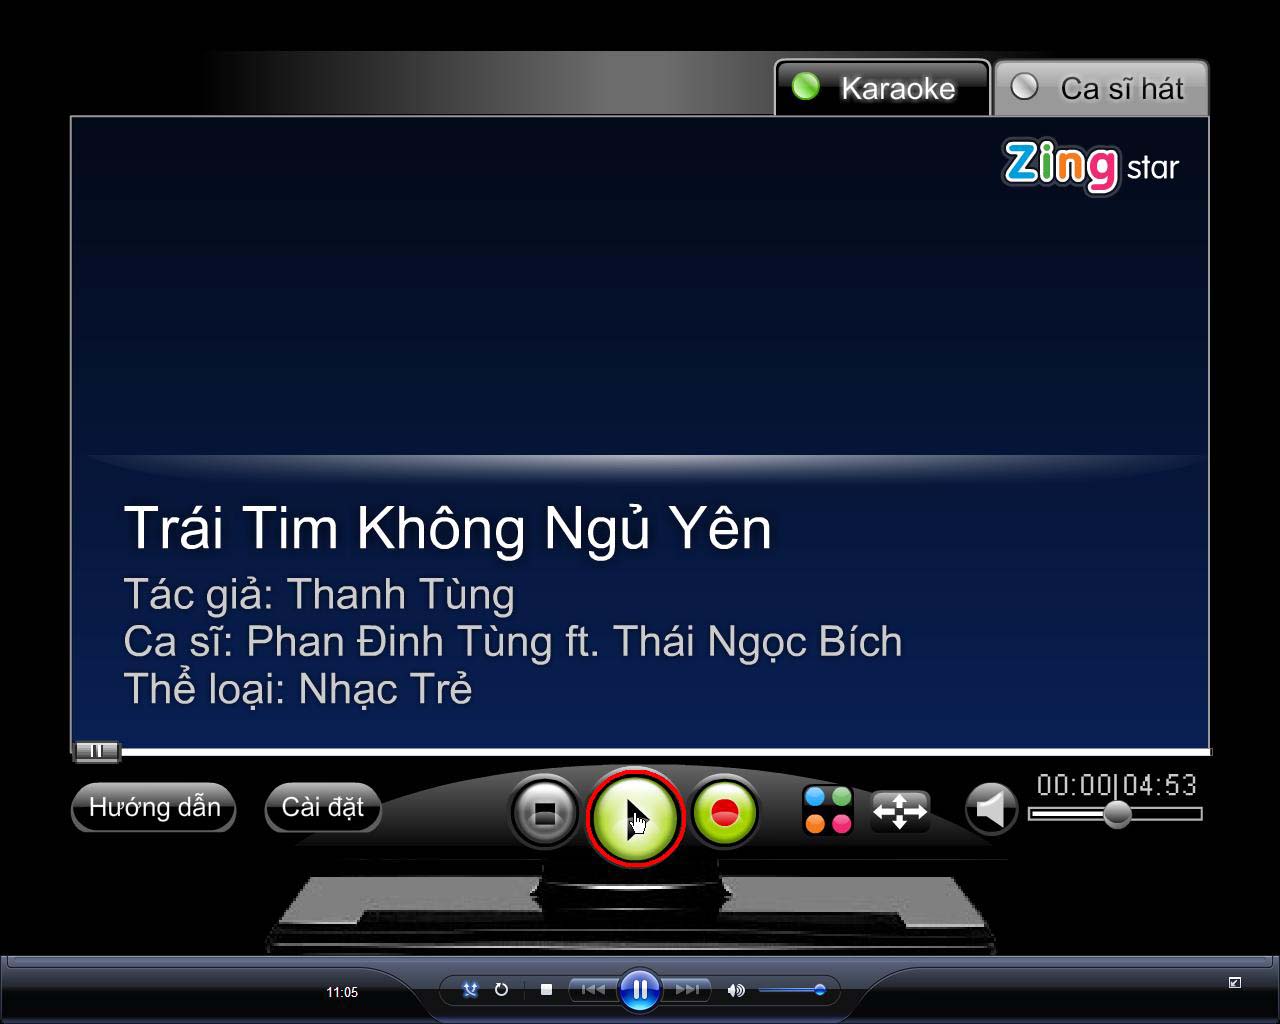 Karaoke
Ca sĩ hát
Zing star
Trái Tim Không Ngủ Yên
Tác giả: Thanh Tùng
Ca sĩ: Phan Đinh Tùng ft. Thái Ngọc Bích
Thể loại: Nhạc Trẻ
Hướng dẫn
Cài đặt
00:00|04:53
11:05